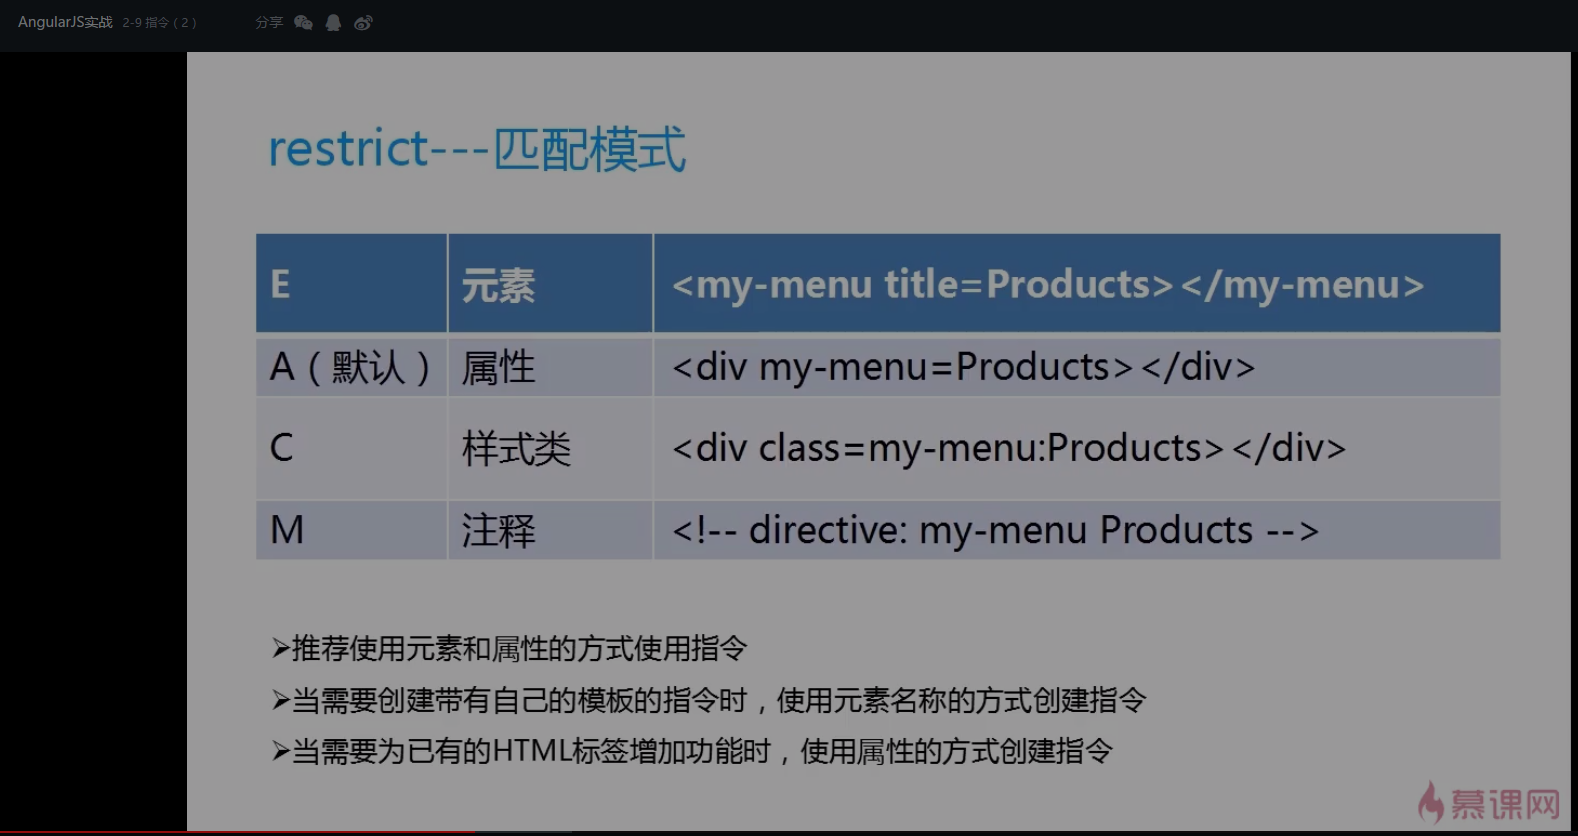 AngularJS实战 2-9 指令 ( 2 ) 分享
restrict---匹配模式
E 元素 <my-menu title=Products></my-menu>
A ( 默认 ) 属性 <div my-menu=Products></div>
C 样式类 <div class=my-menu:Products></div>
M 注释 <!-- directive: my-menu Products -->
➢推荐使用元素和属性的方式使用指令
➢当需要创建带有自己的模板的指令时，使用元素名称的方式创建指令
➢当需要为已有的HTML标签增加功能时，使用属性的方式创建指令
慕课网